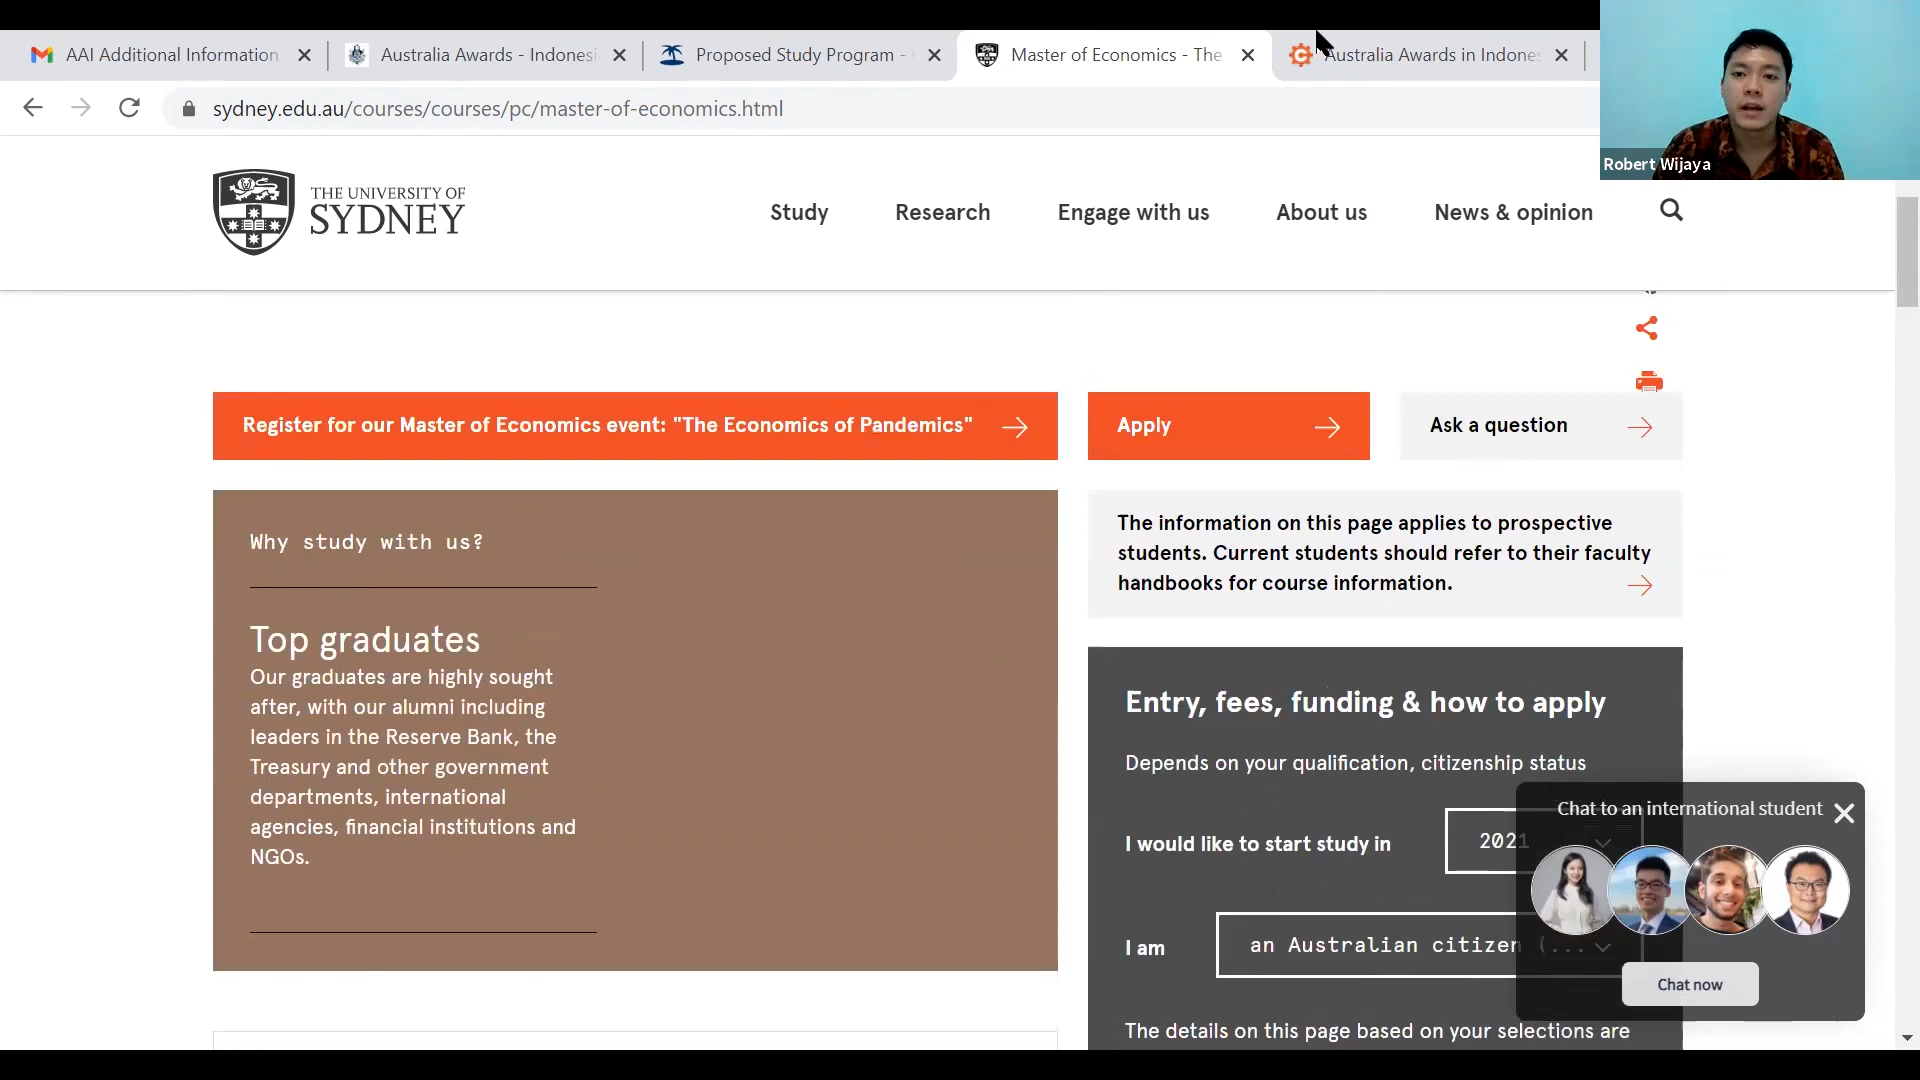 AAI Additional Information
Australia Awards - Indonesi
Proposed Study Program -
Master of Economics - The
Australia Awards in Indones
sydney.edu.au/courses/courses/pc/master-of-economics.html
Robert Wijaya
THE UNIVERSITY OF
SYDNEY
Study
Research
Engage with us
About us
News & opinion
Register for our Master of Economics event: "The Economics of Pandemics"
Apply
Ask a question
Why study with us?
Top graduates
Our graduates are highly sought
after, with our alumni including
leaders in the Reserve Bank, the
Treasury and other government
departments, international
agencies, financial institutions and
NGOs.
The information on this page applies to prospective
students. Current students should refer to their faculty
handbooks for course information.
Entry, fees, funding & how to apply
Depends on your qualification, citizenship status
I would like to start study in
2021
I am
an Australian citizen (...
The details on this page based on your selections are
Chat to an international student
Chat now